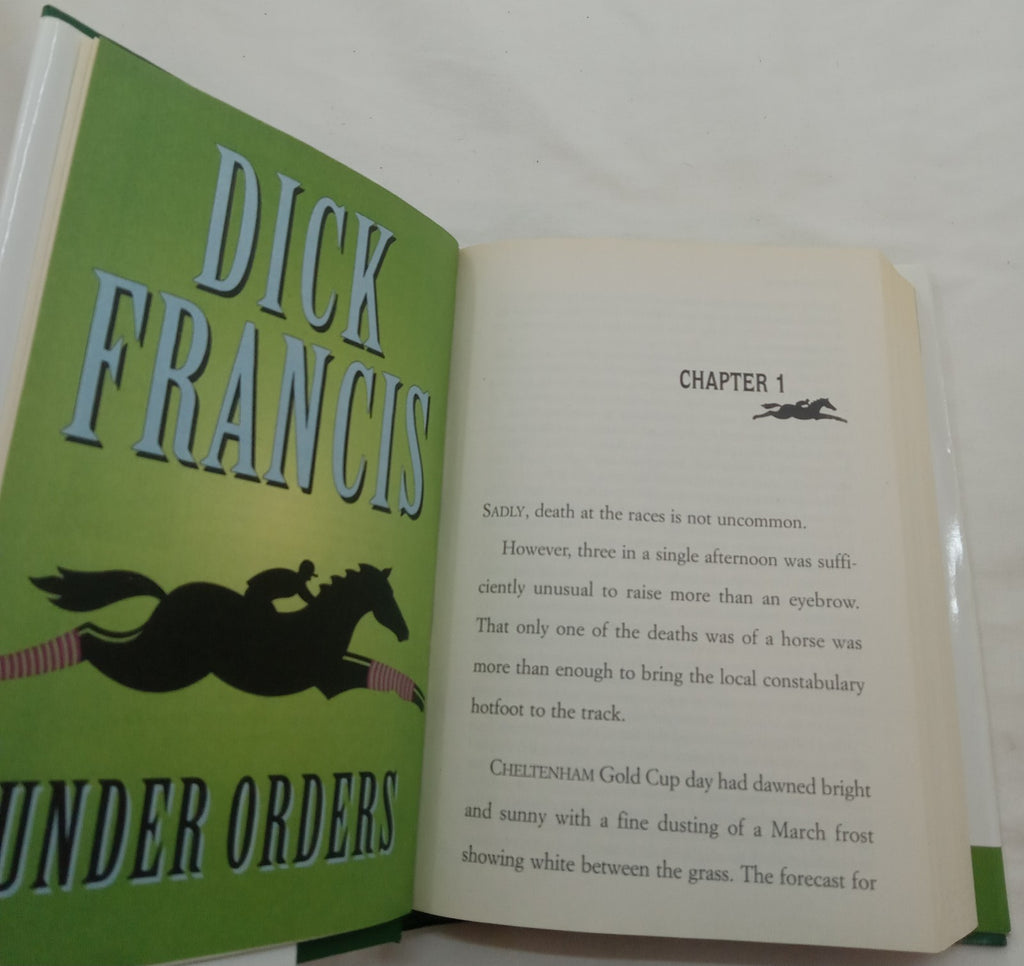 DICK
FRANCIS
UNDER ORDERS
CHAPTER 1
SADLY, death at the races is not uncommon.
However, three in a single afternoon was suffi-
ciently unusual to raise more than an eyebrow.
That only one of the deaths was of a horse was
more than enough to bring the local constabulary
hotfoot to the track.
CHELTENHAM Gold Cup day had dawned bright
and sunny with a fine dusting of a March frost
showing white between the grass. The forecast for